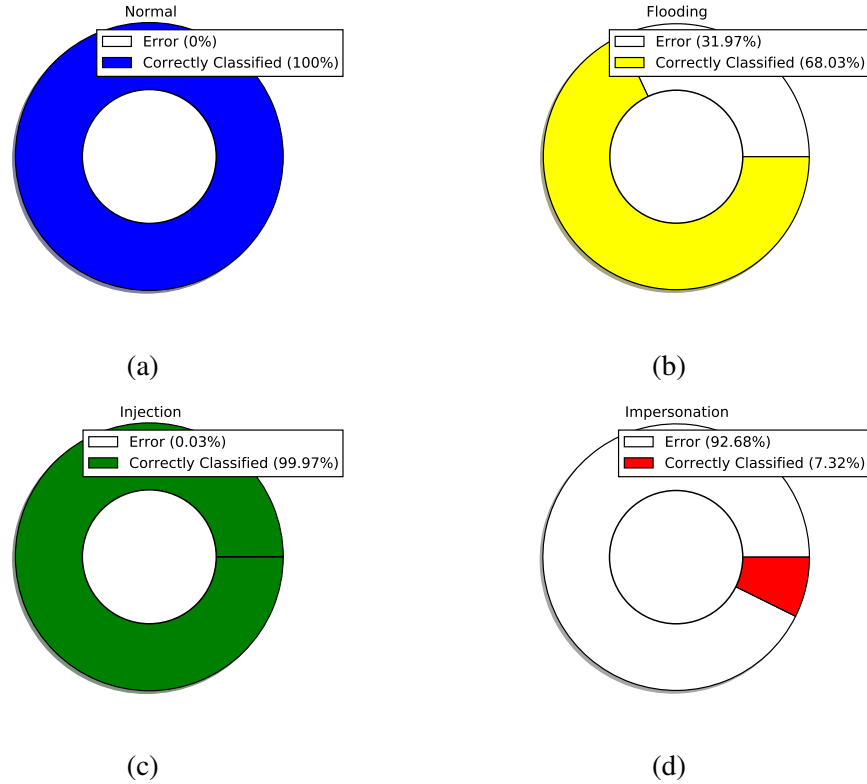 Normal
Error (0%)
Correctly Classified (100%)
(a)
Flooding
Error (31.97%)
Correctly Classified (68.03%)
(b)
Injection
Error (0.03%)
Correctly Classified (99.97%)
(c)
Impersonation
Error (92.68%)
Correctly Classified (7.32%)
(d)